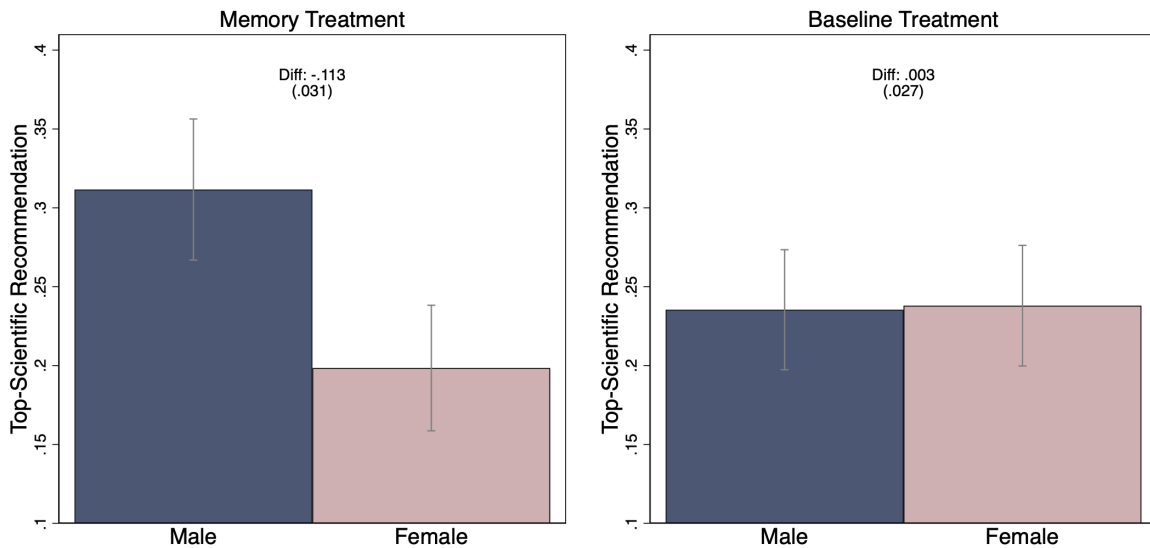 Memory Treatment
Diff: -.113
(.031)
Top-Scientific Recommendation
.4
.35
.3
.25
.2
.15
.1
Male Female
Baseline Treatment
Diff: .003
(.027)
Top-Scientific Recommendation
.4
.35
.3
.25
.2
.15
.1
Male Female